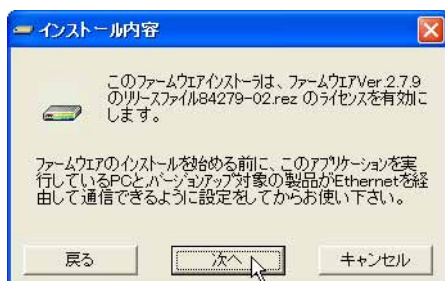 インストール内容
このファームウェアインストーラは、ファームウェアVer.2.7.9
のリリースファイル84279-02.rez のライセンスを有効に
します。
ファームウェアのインストールを始める前に、このアプリケーションを実
行しているPCと,バージョンアップ対象の製品がEthernetを経
由して通信できるように設定をしてからお使い下さい。
戻る
次へ
キャンセル